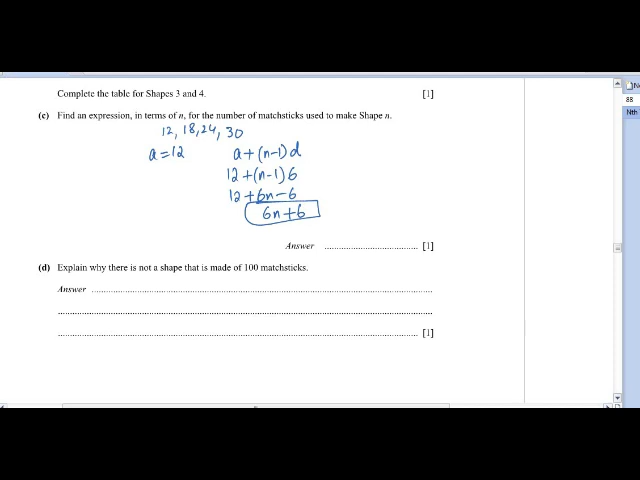 Complete the table for Shapes 3 and 4. [1]
(c) Find an expression, in terms of n, for the number of matchsticks used to make Shape n.
12, 18, 24, 30
a = 12 a + (n-1) d
12 + (n-1) 6
12 + 6n - 6
6n + 6
Answer ................................... [1]
(d) Explain why there is not a shape that is made of 100 matchsticks.
Answer ................................................................
................................................................
................................................................ [1]
88
Nth